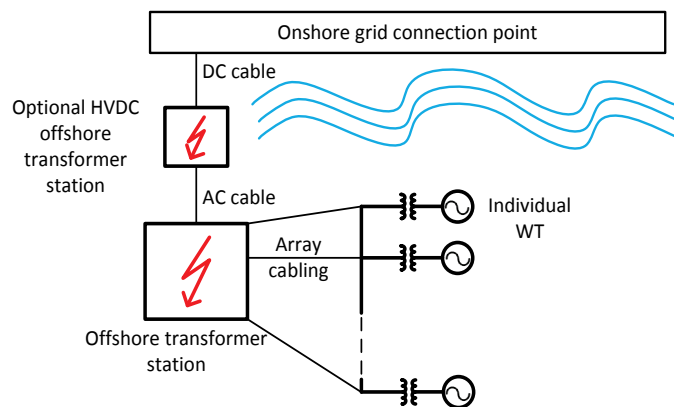 Onshore grid connection point
DC cable
Optional HVDC
offshore
transformer
station
AC cable
Individual
WT
Array
cabling
Offshore transformer
station